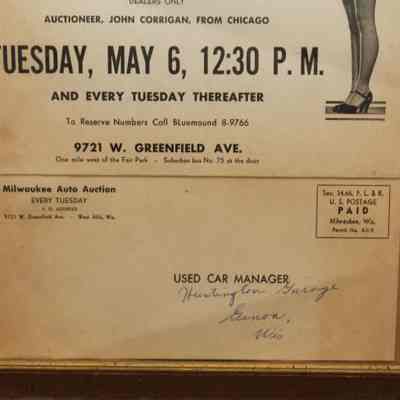 DEALERS ONLY
AUCTIONEER, JOHN CORRIGAN, FROM CHICAGO
TUESDAY, MAY 6, 12:30 P. M.
AND EVERY TUESDAY THEREAFTER
To Reserve Numbers Call BLuemound 8-9766
9721 W. GREENFIELD AVE.
One mile west of the Fair Park - Suburban bus No. 75 at the door
Milwaukee Auto Auction
EVERY TUESDAY
9721 W. Greenfield Ave. - West Allis, Wis.
Sec. 34.66, P. L. & R.
U. S. POSTAGE
PAID
Milwaukee, Wis.
Permit No.
USED CAR MANAGER
Huntington Garage
Wis